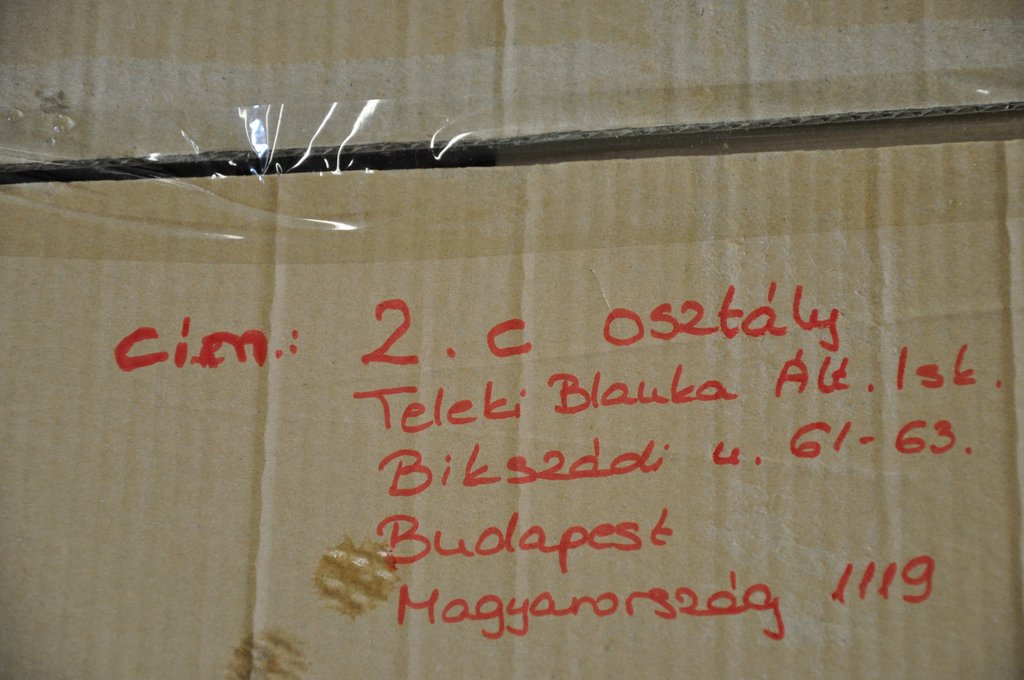 Cím.: 2. c osztály
Teleki Blanka Ált. Isk.
Bikszádi u. 61-63.
Budapest
Magyarország 1119